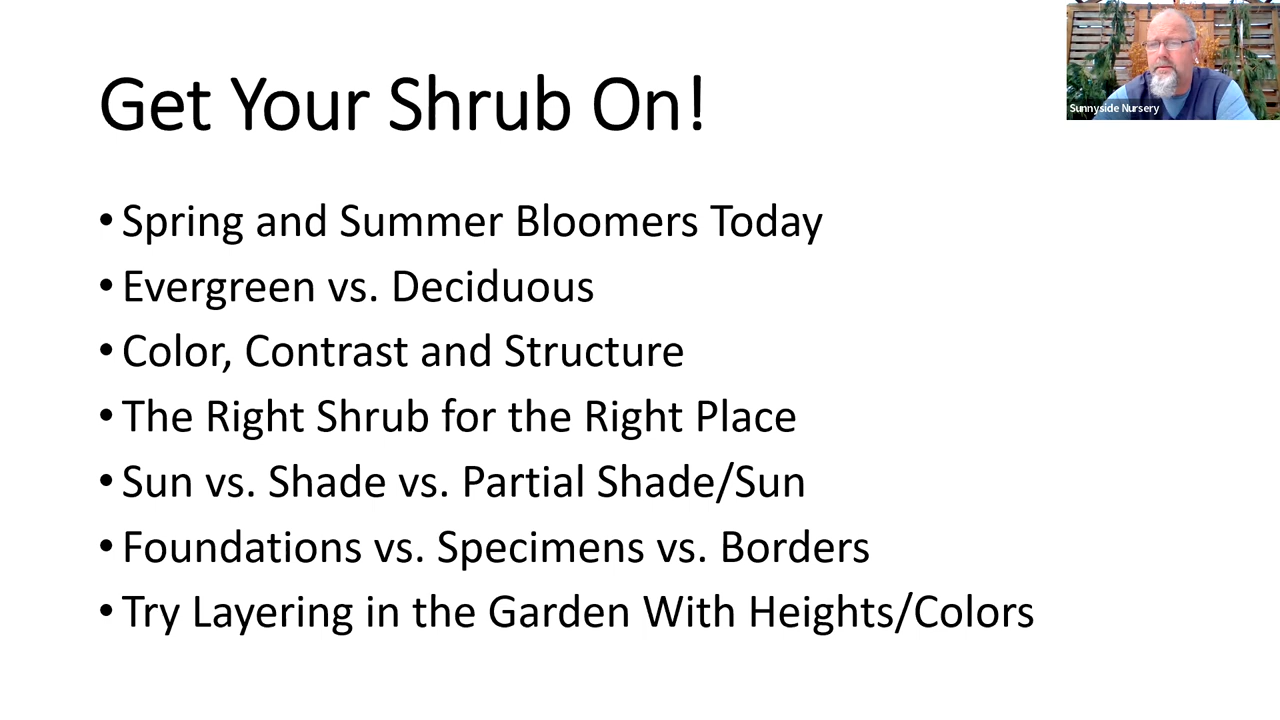 Get Your Shrub On!
Sunnyside Nursery
• Spring and Summer Bloomers Today
• Evergreen vs. Deciduous
• Color, Contrast and Structure
• The Right Shrub for the Right Place
• Sun vs. Shade vs. Partial Shade/Sun
• Foundations vs. Specimens vs. Borders
• Try Layering in the Garden With Heights/Colors